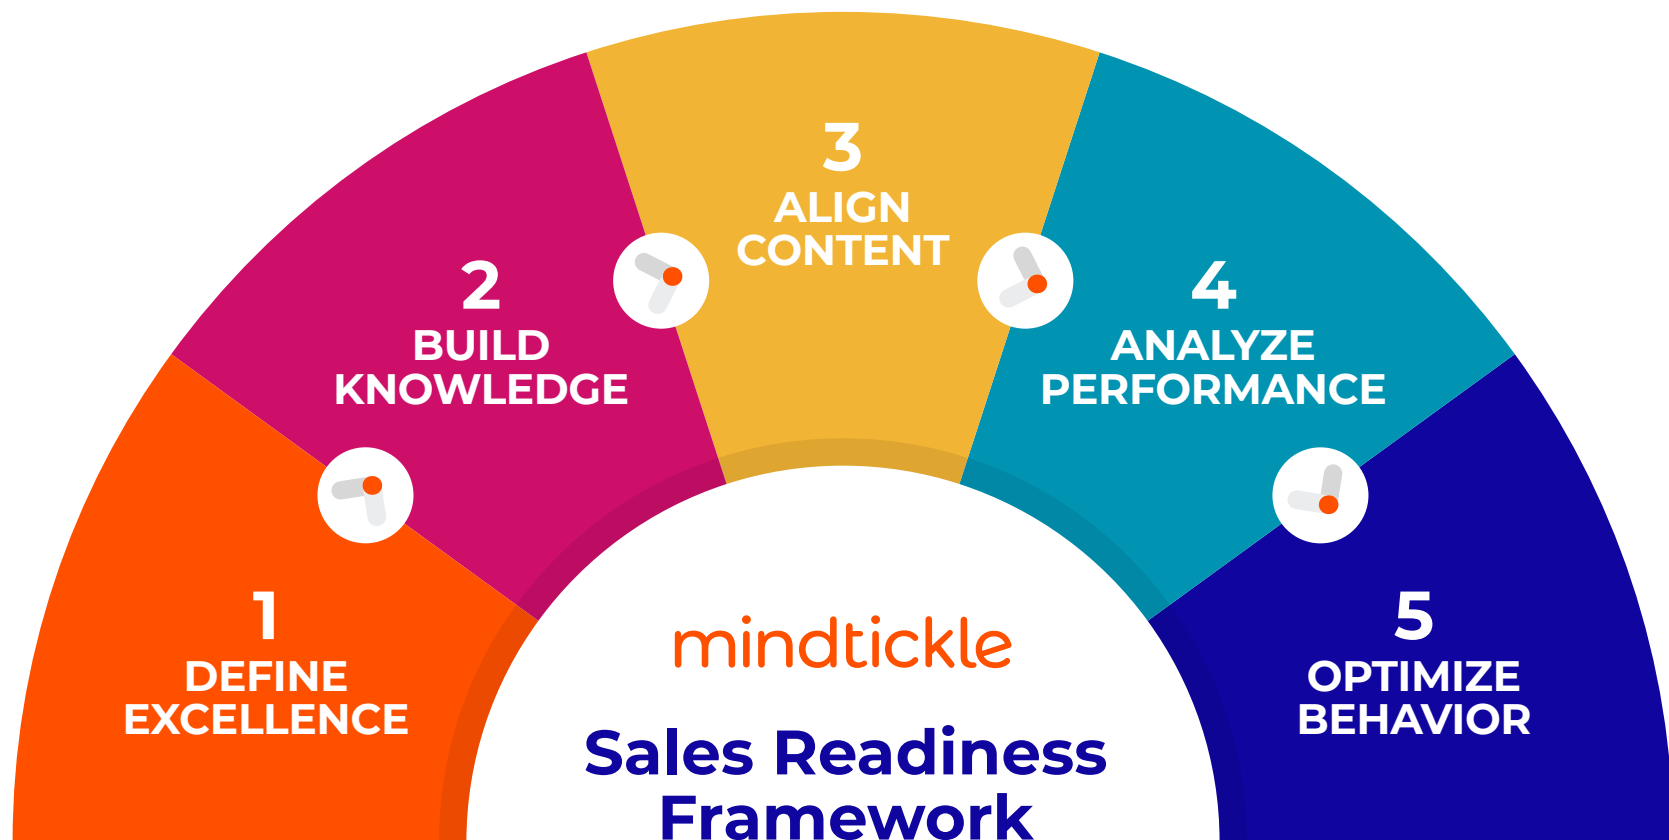 1
DEFINE
EXCELLENCE
2
BUILD
KNOWLEDGE
3
ALIGN
CONTENT
4
ANALYZE
PERFORMANCE
5
OPTIMIZE
BEHAVIOR
mindtickle
Sales Readiness
Framework